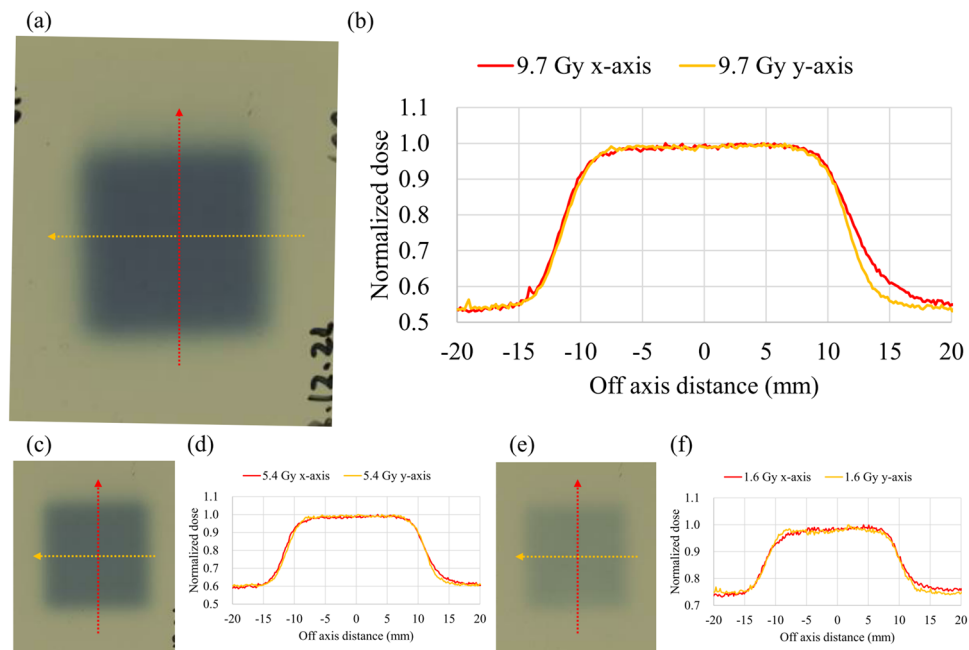 (a)
(b)
9.7 Gy x-axis 9.7 Gy y-axis
Normalized dose
1.1
1.0
0.9
0.8
0.7
0.6
0.5
-20 -15 -10 -5 0 5 10 15 20
Off axis distance (mm)
.12.22
(c)
(d)
5.4 Gy x-axis 5.4 Gy y-axis
Normalized dose
1.1
1.0
0.9
0.8
0.7
0.6
0.5
-20 -15 -10 -5 0 5 10 15 20
Off axis distance (mm)
(e)
(f)
1.6 Gy x-axis 1.6 Gy y-axis
Normalized dose
1.1
1.0
0.9
0.8
0.7
-20 -15 -10 -5 0 5 10 15 20
Off axis distance (mm)